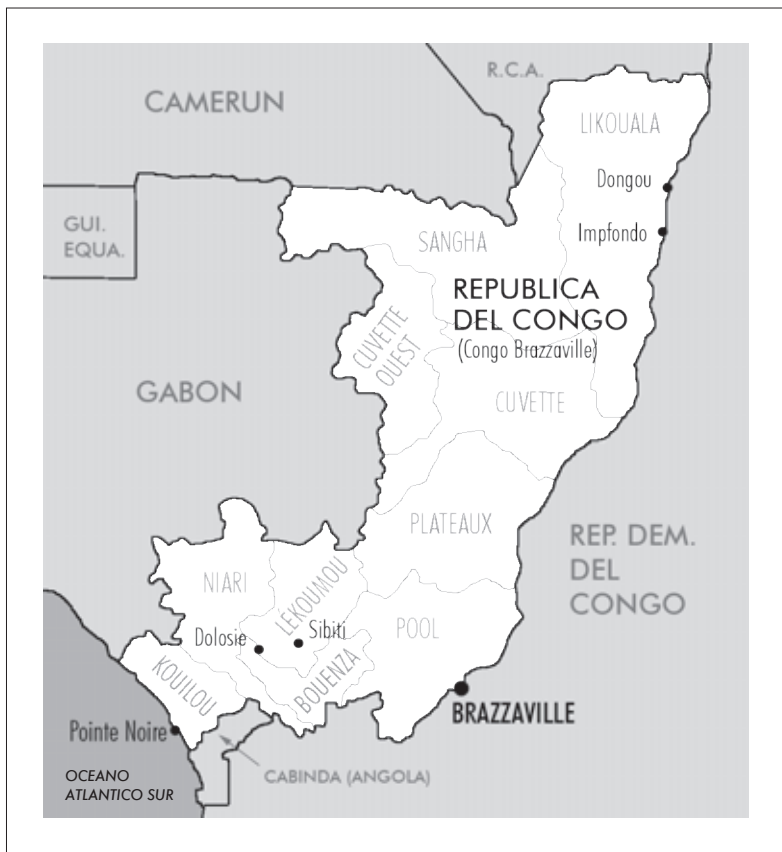 R.C.A.
CAMERUN
LIKOUALA
Dongou
GUI.
EQUA.
Impfondo
SANGHA
REPUBLICA
DEL CONGO
(Congo Brazzaville)
CUVETTE
OUEST
GABON
CUVETTE
PLATEAUX
REP. DEM.
DEL
CONGO
NIARI
LEKOUMOU
Sibiti
POOL
Dolosie
KOUILOU
BOUENZA
BRAZZAVILLE
Pointe Noire
OCEANO
ATLANTICO SUR
CABINDA (ANGOLA)